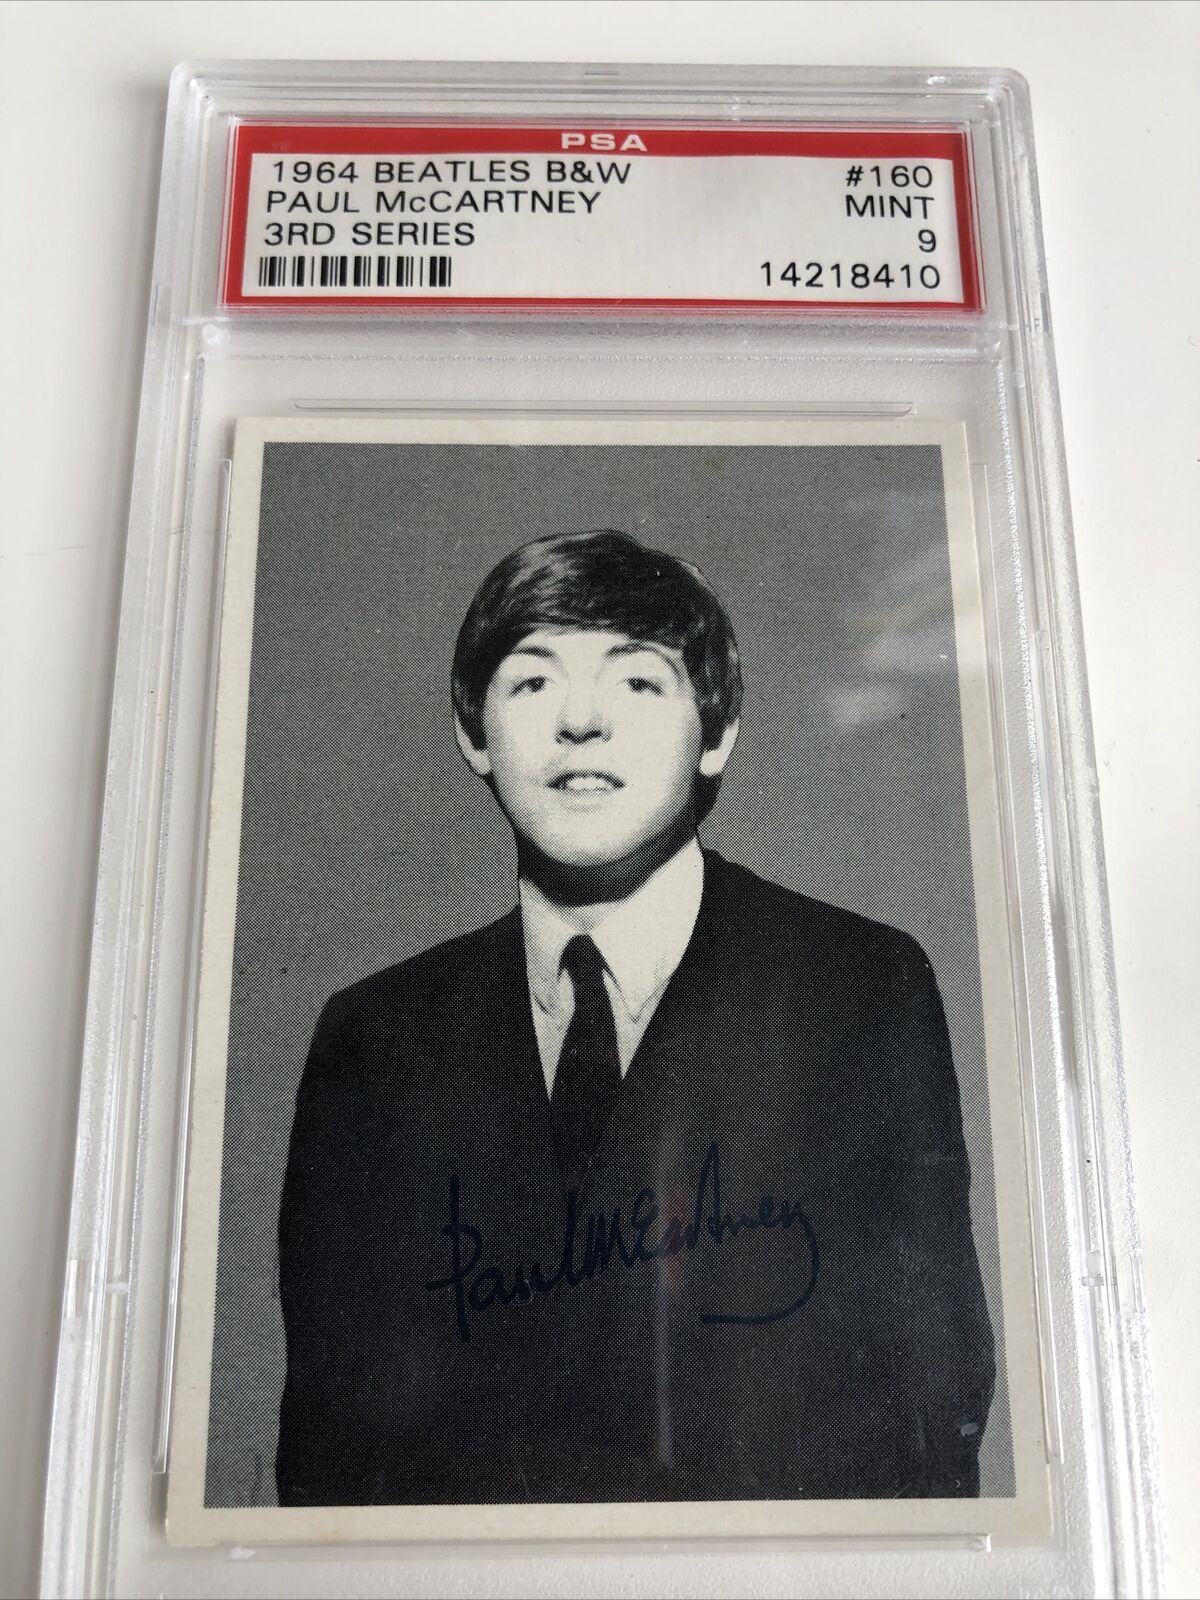 PSA
1964 BEATLES B&W #160
PAUL McCARTNEY MINT
3RD SERIES 9
14218410
Paul McCartney